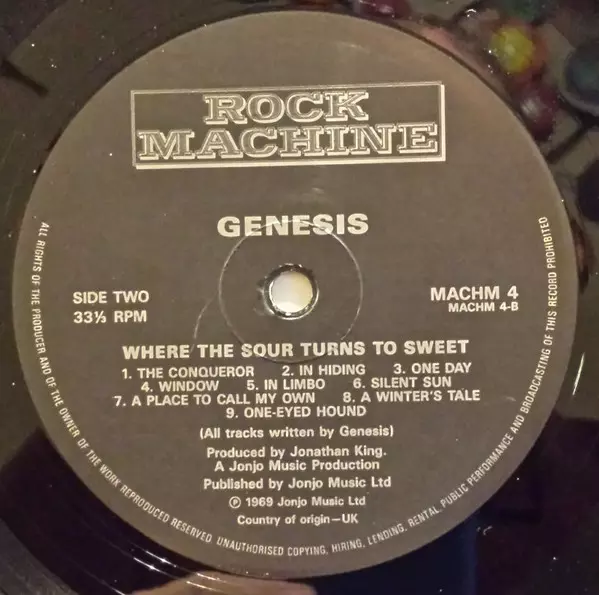 ROCK
MACHINE
GENESIS
SIDE TWO
33⅓ RPM
MACHM 4
MACHM 4-B
WHERE THE SOUR TURNS TO SWEET
1. THE CONQUEROR 2. IN HIDING 3. ONE DAY
4. WINDOW 5. IN LIMBO 6. SILENT SUN
7. A PLACE TO CALL MY OWN 8. A WINTER'S TALE
9. ONE-EYED HOUND
(All tracks written by Genesis)
Produced by Jonathan King.
A Jonjo Music Production
Published by Jonjo Music Ltd
℗ 1969 Jonjo Music Ltd
Country of origin—UK
ALL RIGHTS OF THE PRODUCER AND OF THE OWNER OF THE WORK REPRODUCED RESERVED UNAUTHORISED COPYING, HIRING, LENDING, RENTAL PUBLIC PERFORMANCE AND BROADCASTING OF THIS RECORD PROHIBITED